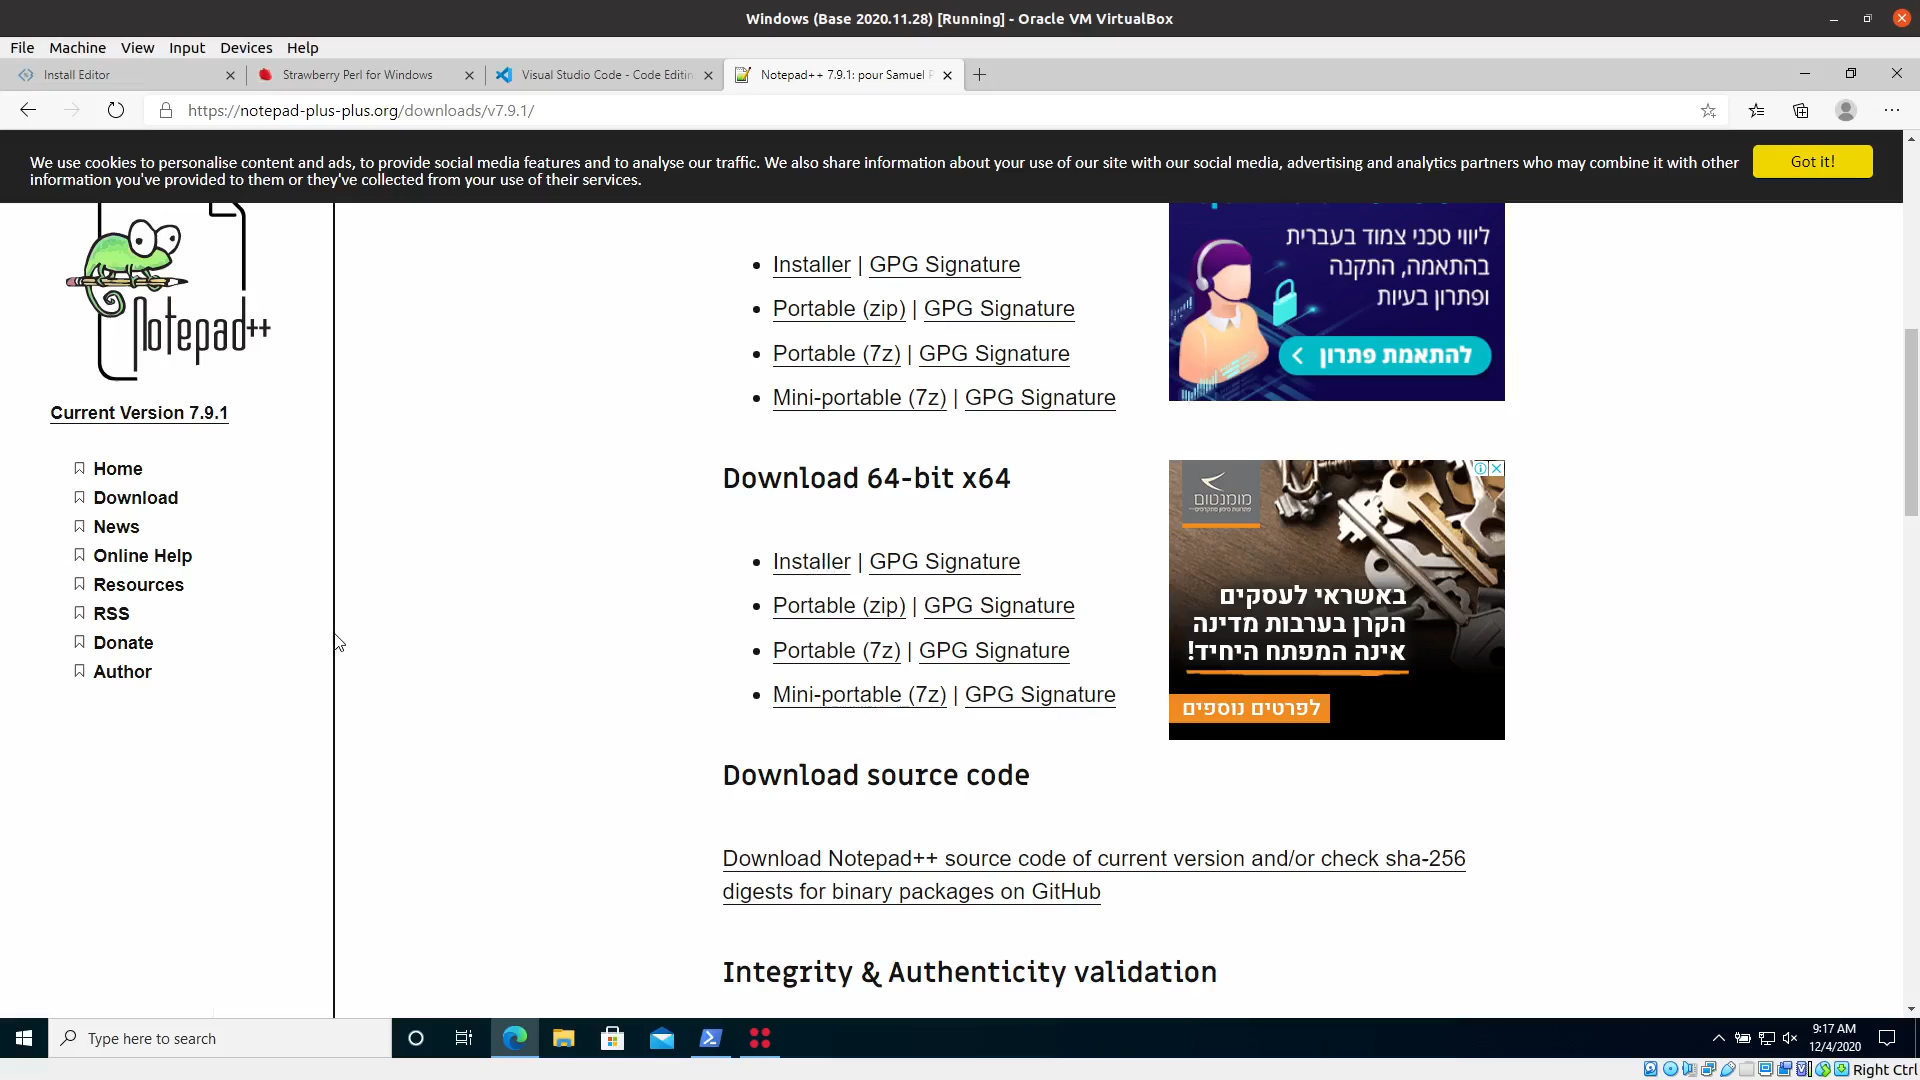 Windows (Base 2020.11.28) [Running] - Oracle VM VirtualBox
File Machine View Input Devices Help
Install Editor
Strawberry Perl for Windows
Visual Studio Code - Code Editin
Notepad++ 7.9.1: pour Samuel P
https://notepad-plus-plus.org/downloads/v7.9.1/
We use cookies to personalise content and ads, to provide social media features and to analyse our traffic. We also share information about your use of our site with our social media, advertising and analytics partners who may combine it with other
information you've provided to them or they've collected from your use of their services.
Got it!
Notepad++
Current Version 7.9.1
Home
Download
News
Online Help
Resources
RSS
Donate
Author
Installer | GPG Signature
Portable (zip) | GPG Signature
Portable (7z) | GPG Signature
Mini-portable (7z) | GPG Signature
Download 64-bit x64
Installer | GPG Signature
Portable (zip) | GPG Signature
Portable (7z) | GPG Signature
Mini-portable (7z) | GPG Signature
Download source code
Download Notepad++ source code of current version and/or check sha-256
digests for binary packages on GitHub
Integrity & Authenticity validation
ליווי טכני צמוד בעברית
בהתאמה, התקנה
ופתרון בעיות
להתאמת פתרון
מומנטום
באשראי לעסקים
הקרן בערבות מדינה
אינה המפתח היחיד!
לפרטים נוספים
Type here to search
9:17 AM
12/4/2020
Right Ctrl